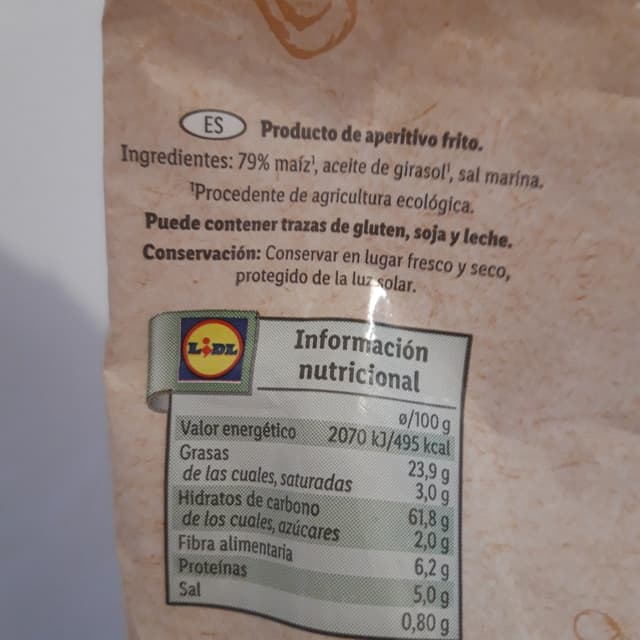 ES Producto de aperitivo frito.
Ingredientes: 79% maíz¹, aceite de girasol¹, sal marina.
¹Procedente de agricultura ecológica.
Puede contener trazas de gluten, soja y leche.
Conservación: Conservar en lugar fresco y seco,
protegido de la luz solar.
LIDL
Información
nutricional
ø/100 g
Valor energético 2070 kJ/495 kcal
Grasas 23,9 g
de las cuales, saturadas 3,0 g
Hidratos de carbono 61,8 g
de los cuales, azúcares 2,0 g
Fibra alimentaria 6,2 g
Proteínas 5,0 g
Sal 0,80 g